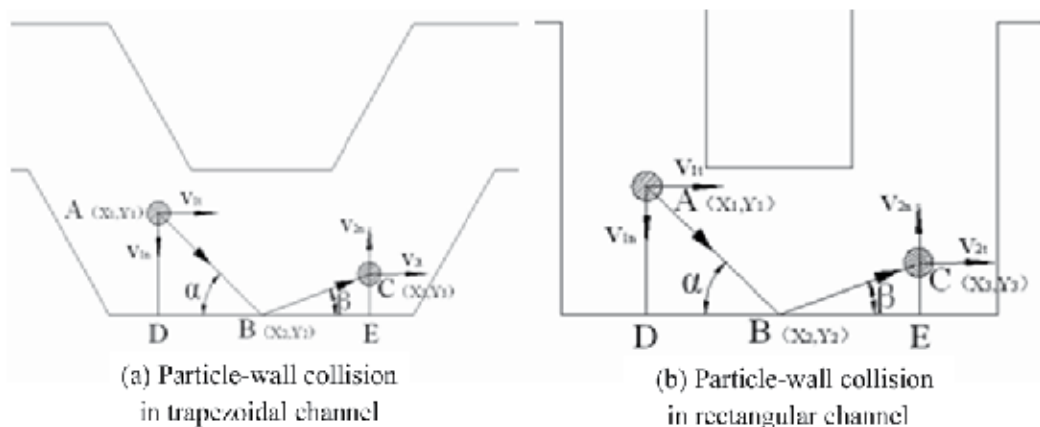 V1t
A (X1,Y1)
V1n
α
D
B (X2,Y2)
V2n
C
β
E
(a) Particle-wall collision
in trapezoidal channel
V1t
A (X1,Y1)
V1n
α
D
B (X2,Y2)
V2n
V2t
C (X3,Y3)
β
E
(b) Particle-wall collision
in rectangular channel